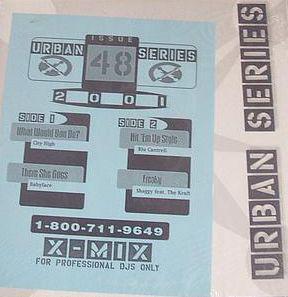 ISSUE
URBAN 48 SERIES
2001
SIDE 1
What Would You Do?
City High
There She Goes
Babyface
SIDE 2
Hit 'Em Up Style
Blu Cantrell
Freaky
Shaggy feat. The Kraft
1-800-711-9649
X-MIX
FOR PROFESSIONAL DJS ONLY
URBAN SERIES